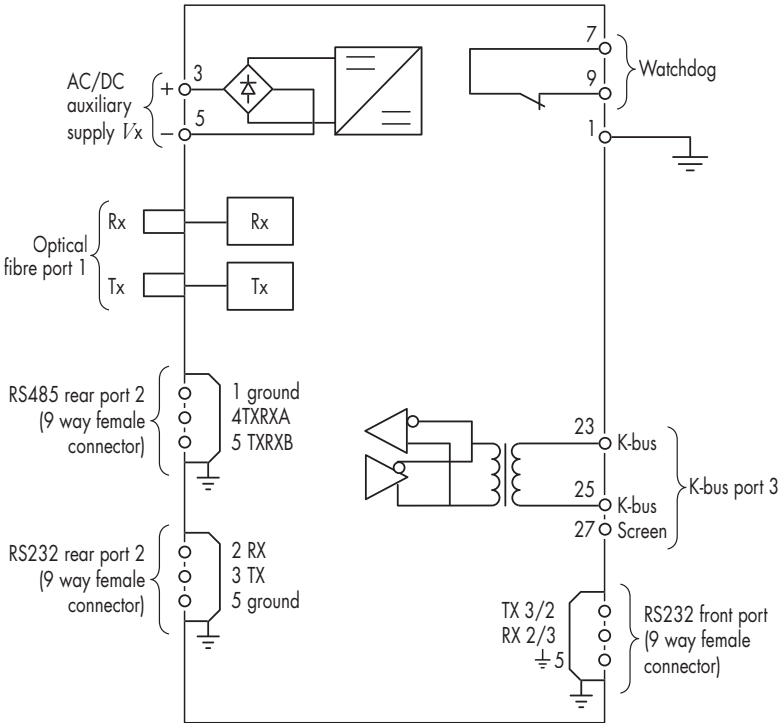 AC/DC
auxiliary
supply Vx
+
3
5
−
7
9
Watchdog
1
Optical
fibre port 1
Rx
Rx
Tx
Tx
RS485 rear port 2
(9 way female
connector)
1 ground
4TXRXA
5 TXRXB
23
K-bus
25
K-bus
27
Screen
K-bus port 3
RS232 rear port 2
(9 way female
connector)
2 RX
3 TX
5 ground
TX 3/2
RX 2/3
5
RS232 front port
(9 way female
connector)